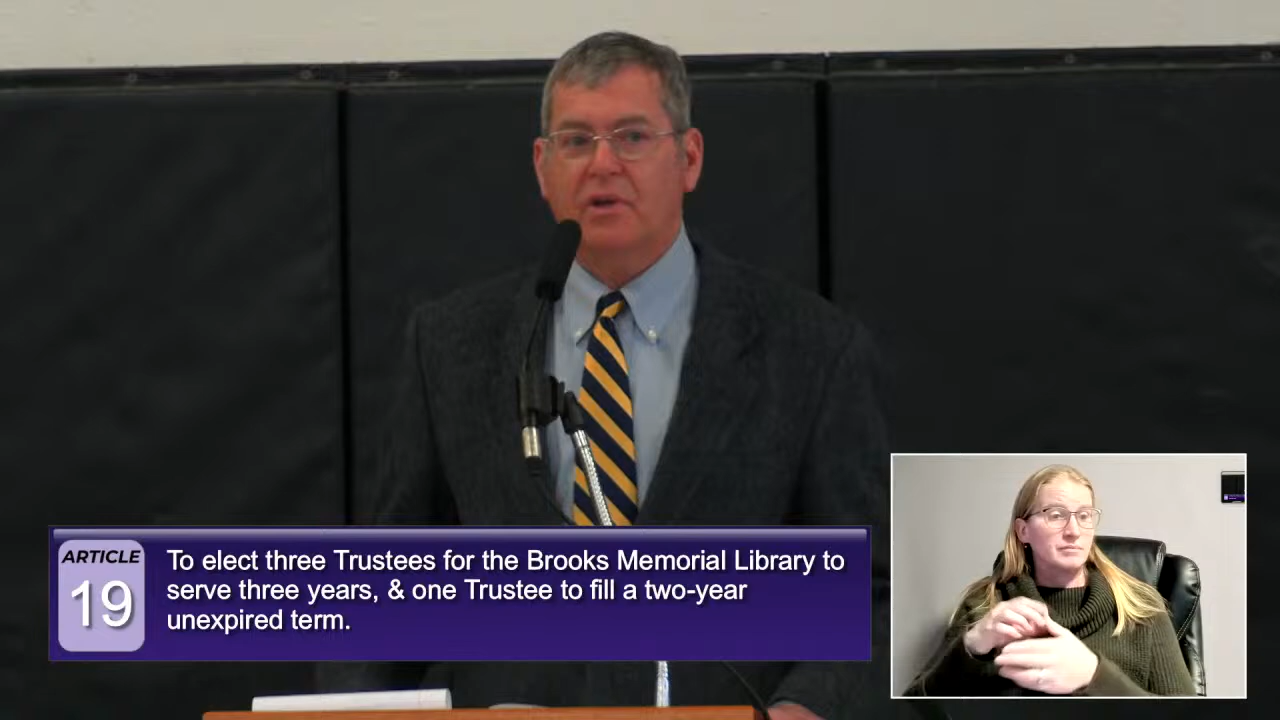 ARTICLE
19
To elect three Trustees for the Brooks Memorial Library to
serve three years, & one Trustee to fill a two-year
unexpired term.